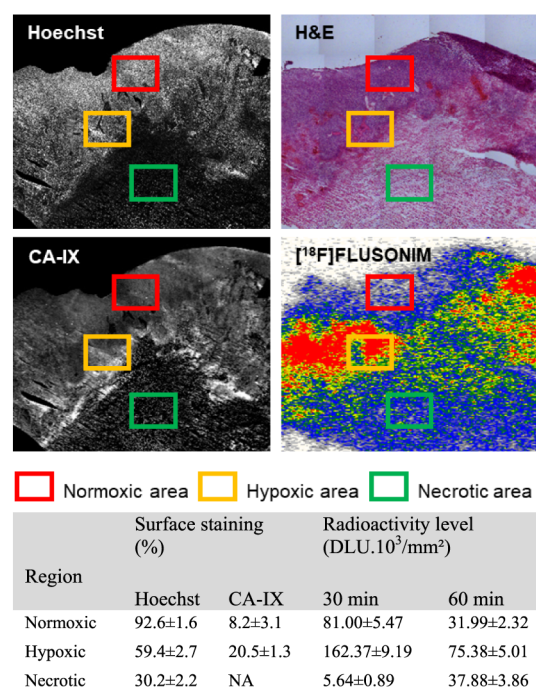 Hoechst
H&E
CA-IX
[¹⁸F]FLUSONIM
Normoxic area
Hypoxic area
Necrotic area
Surface staining (%)
Radioactivity level (DLU.10³/mm²)
Region
Hoechst CA-IX 30 min 60 min
Normoxic 92.6±1.6 8.2±3.1 81.00±5.47 31.99±2.32
Hypoxic 59.4±2.7 20.5±1.3 162.37±9.19 75.38±5.01
Necrotic 30.2±2.2 NA 5.64±0.89 37.88±3.86